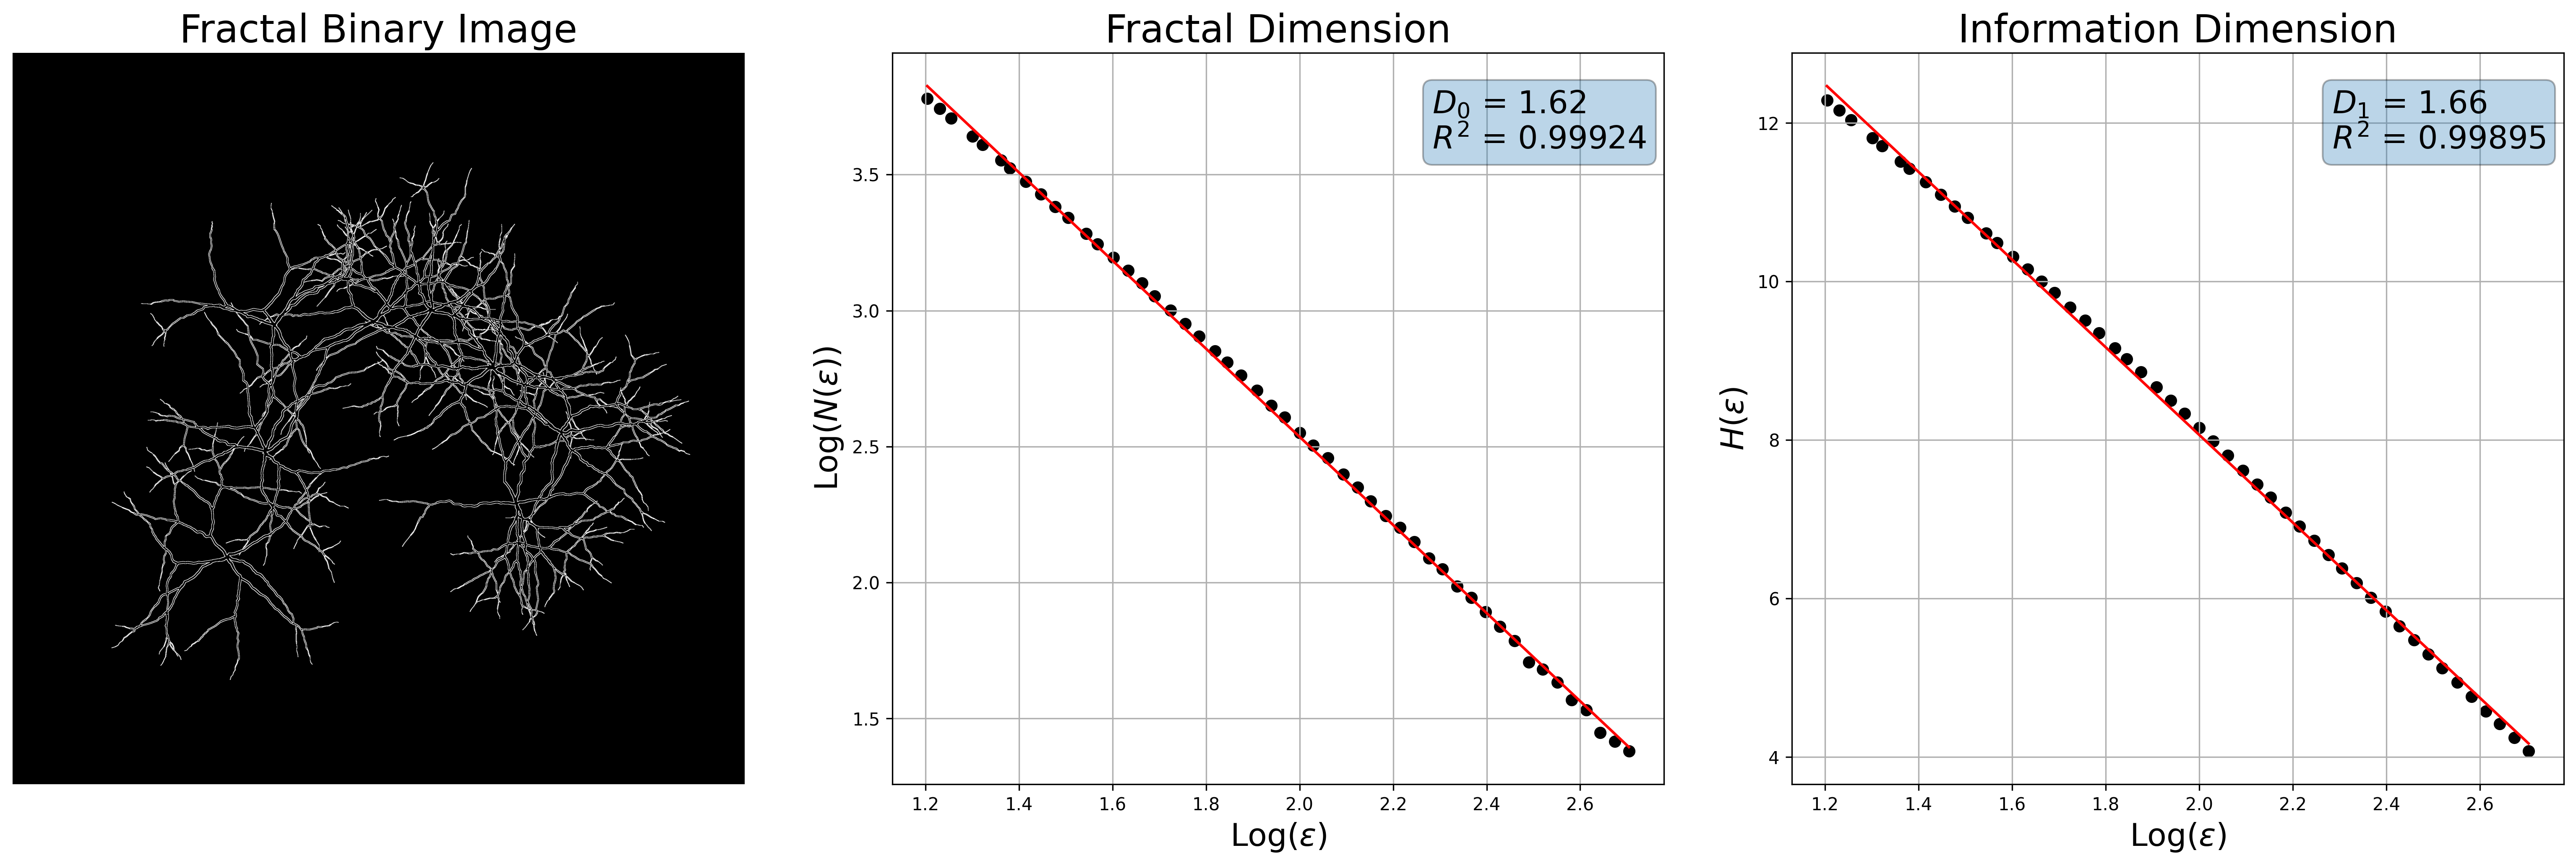 Fractal Binary Image
Fractal Dimension
Log(N(ε))
3.5
3.0
2.5
2.0
1.5
D₀ = 1.62
R² = 0.99924
1.2 1.4 1.6 1.8 2.0 2.2 2.4 2.6
Log(ε)
Information Dimension
H(ε)
12
10
8
6
4
D₁ = 1.66
R² = 0.99895
1.2 1.4 1.6 1.8 2.0 2.2 2.4 2.6
Log(ε)